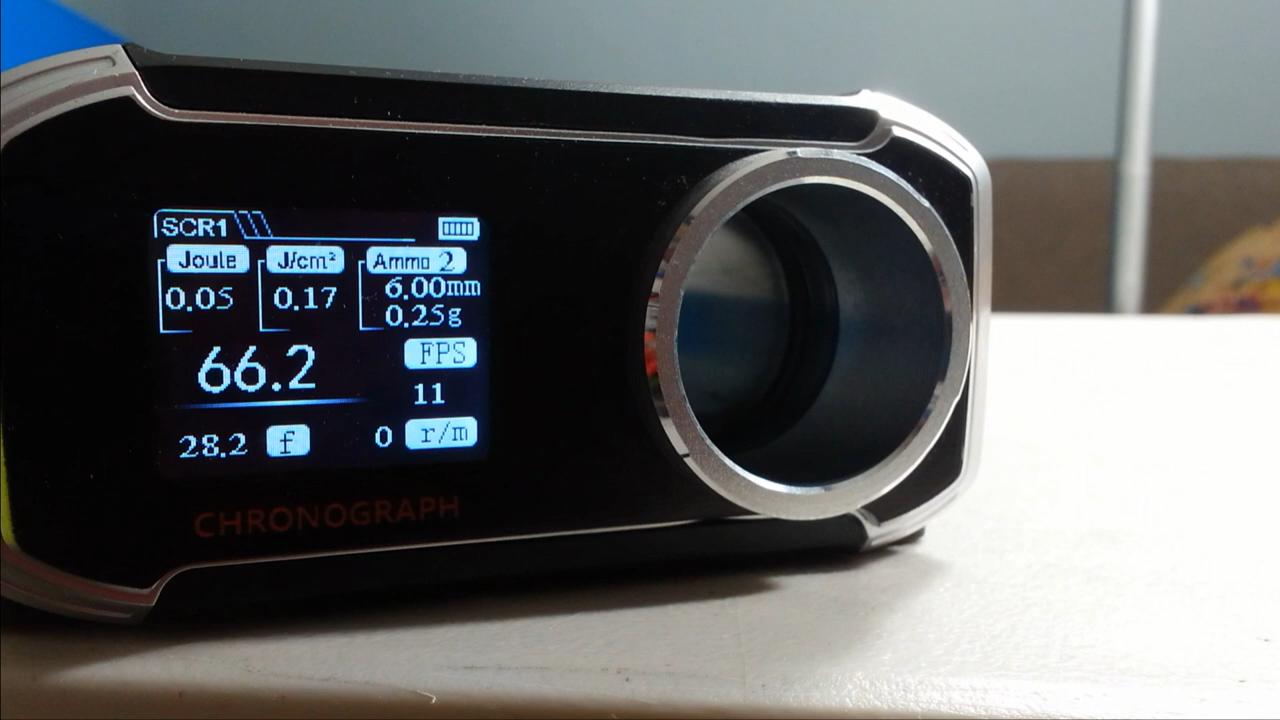 SCR1
Joule J/cm² Ammo 2
0.05 0.17 6.00mm
0.25g
66.2 FPS
11
28.2 f 0 r/m
CHRONOGRAPH